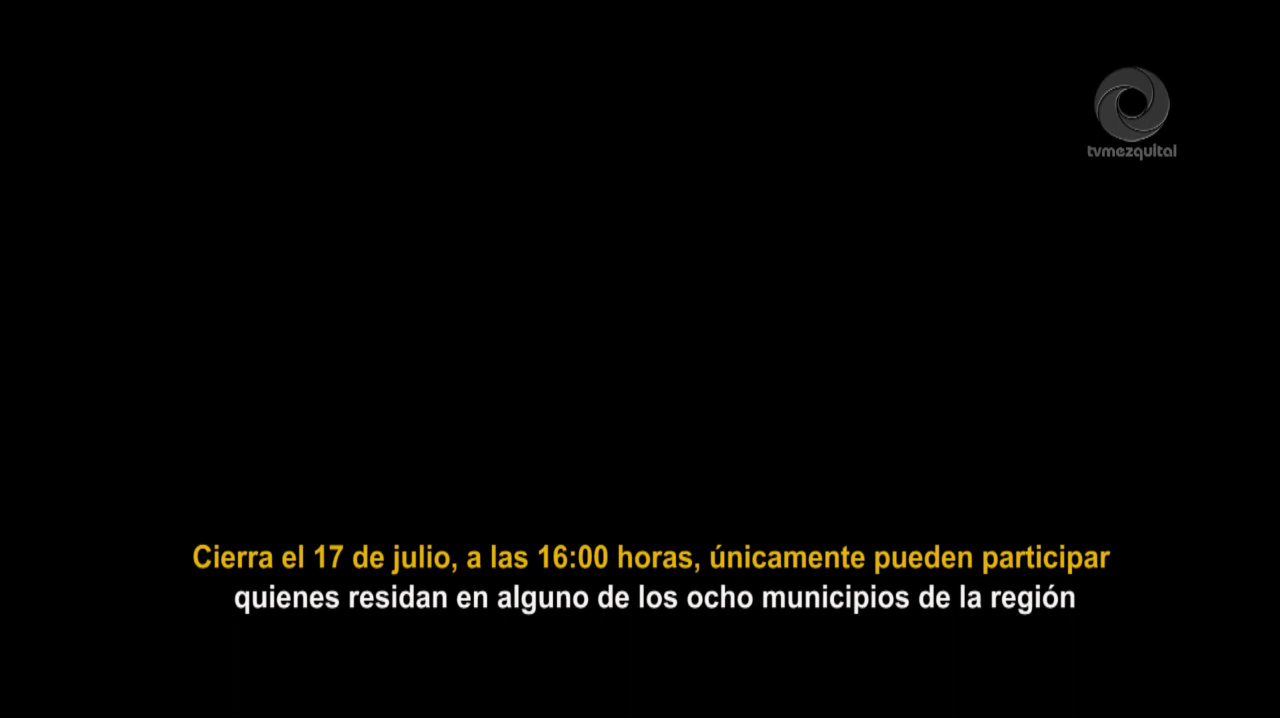 tvmezquital
Cierra el 17 de julio, a las 16:00 horas, únicamente pueden participar
quienes residan en alguno de los ocho municipios de la región